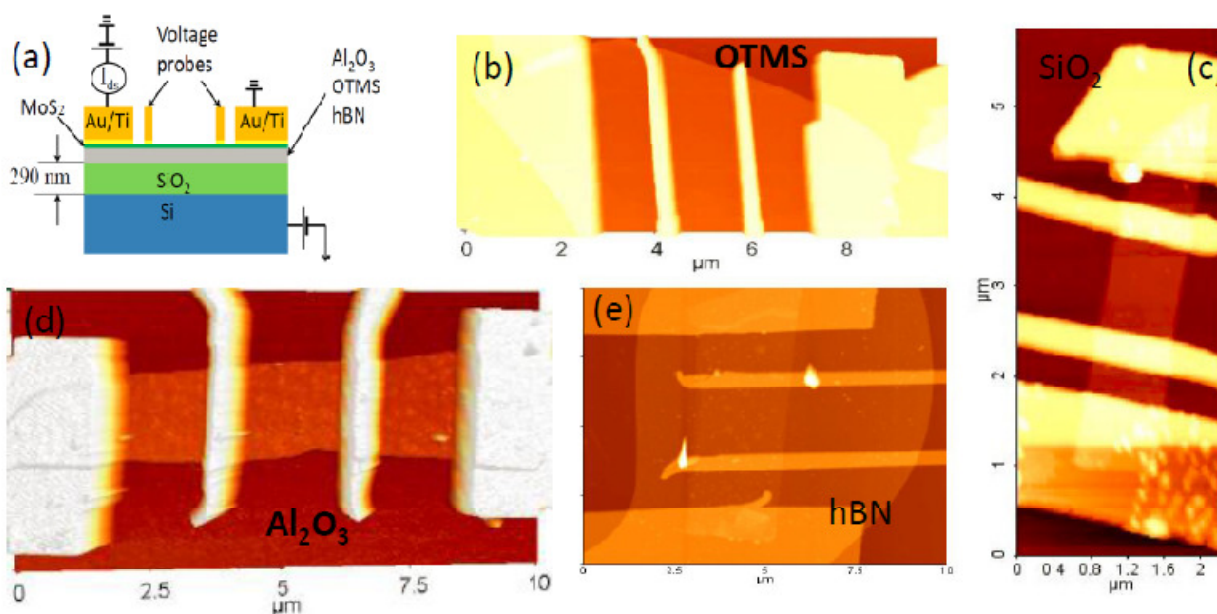 (a)
Voltage
probes
I_ds
Al₂O₃
OTMS
hBN
MoS₂
Au/Ti
Au/Ti
290 nm
SiO₂
Si
(b)
OTMS
0 2 4 6 8
µm
SiO₂
(c)
5
4
3
2
1
0
µm
0 0.4 0.8 1.2 1.6 2
µm
(d)
Al₂O₃
2.5 5 7.5 10
µm
(e)
hBN
0 2.5 5 7.5 1.0
µm